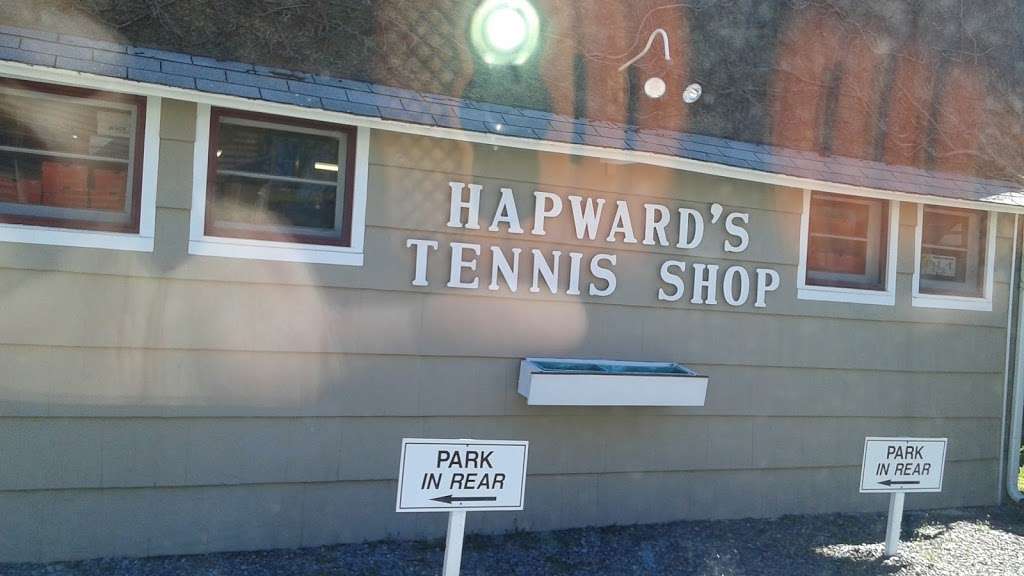 HAPWARD'S
TENNIS SHOP
PARK
IN REAR
PARK
IN REAR